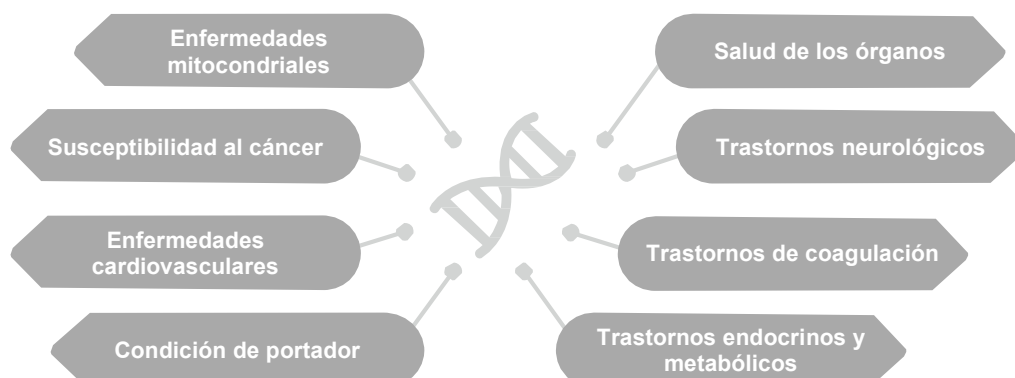 Enfermedades
mitocondriales
Susceptibilidad al cáncer
Enfermedades
cardiovasculares
Condición de portador
Salud de los órganos
Trastornos neurológicos
Trastornos de coagulación
Trastornos endocrinos y
metabólicos